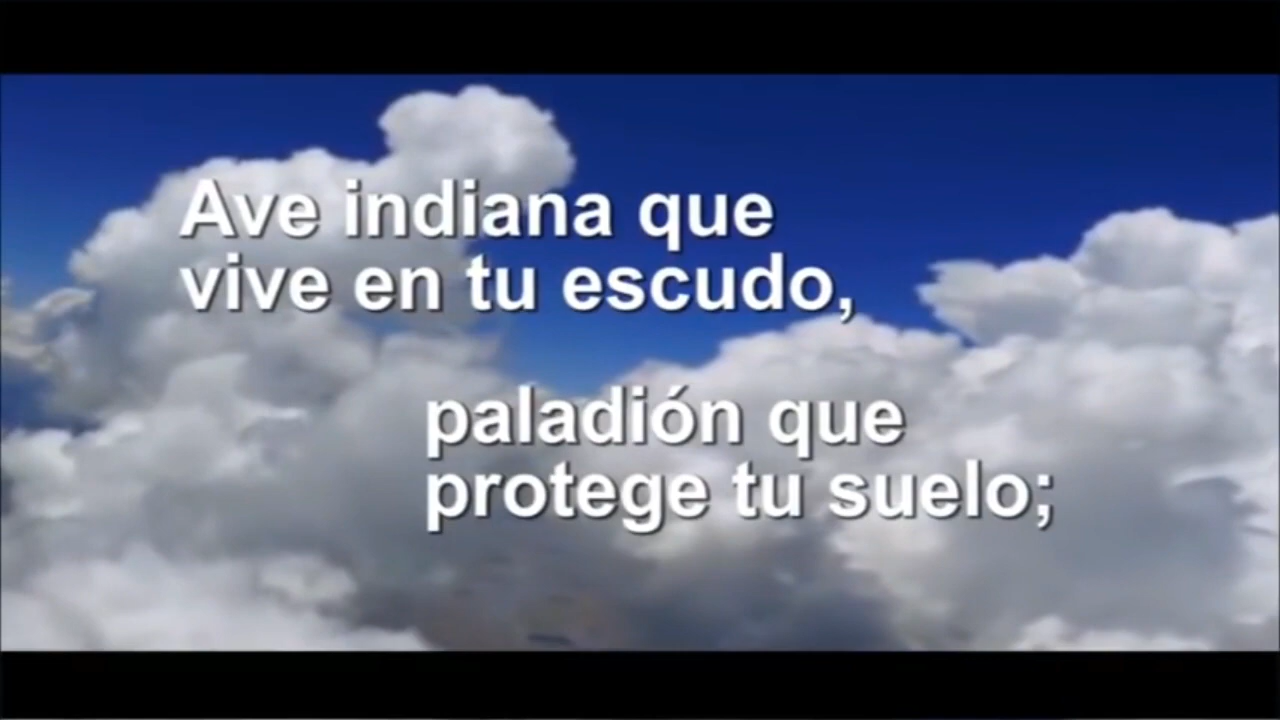 Ave indiana que
vive en tu escudo,
paladión que
protege tu suelo;